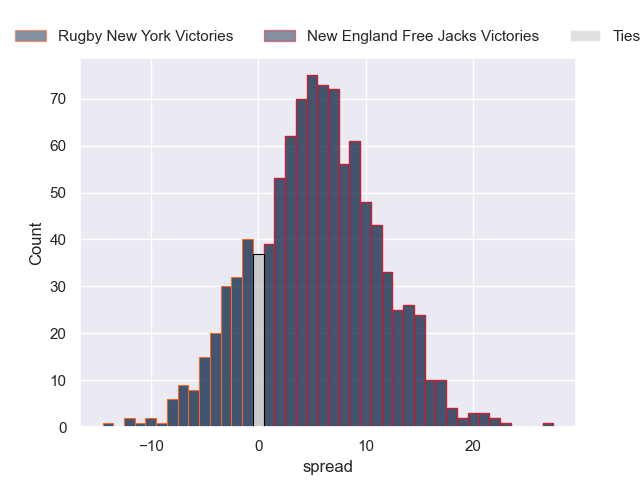 Rugby New York Victories New England Free Jacks Victories Ties
70
60
50
40
30
20
10
0
Count
−10 0 10 20
spread